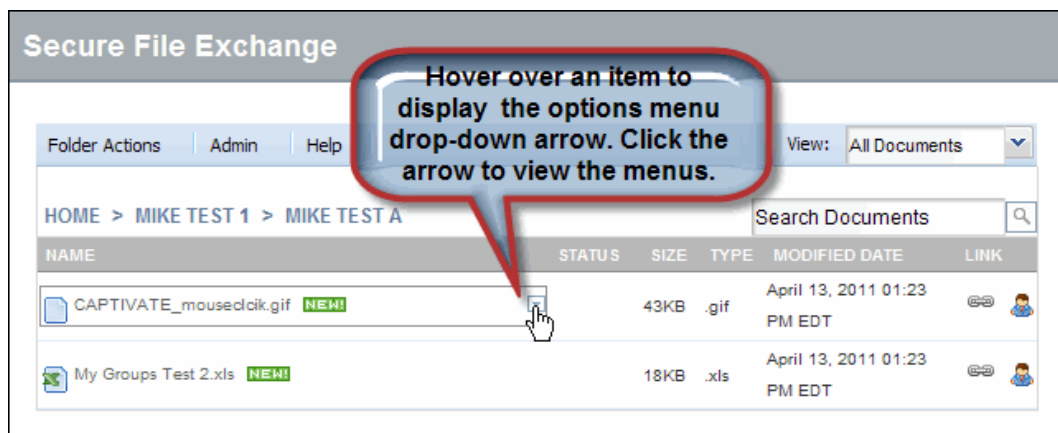 Secure File Exchange
Hover over an item to
display the options menu
drop-down arrow. Click the
arrow to view the menus.
Folder Actions Admin Help View: All Documents
HOME > MIKE TEST 1 > MIKE TEST A Search Documents
NAME STATUS SIZE TYPE MODIFIED DATE LINK
CAPTIVATE_mousedcik.gif NEW! 43KB .gif April 13, 2011 01:23
PM EDT
My Groups Test 2.xls NEW! 18KB .xls April 13, 2011 01:23
PM EDT